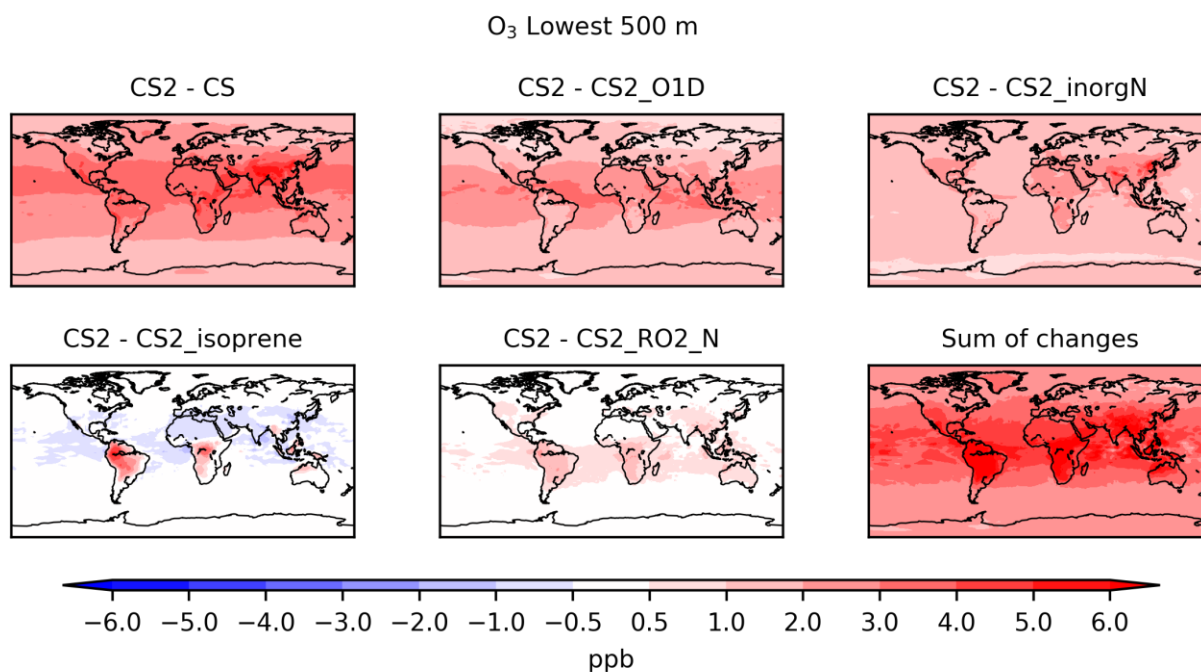 O₃ Lowest 500 m
CS2 - CS
CS2 - CS2_O1D
CS2 - CS2_inorgN
CS2 - CS2_isoprene
CS2 - CS2_RO2_N
Sum of changes
−6.0 −4.0 −3.0 −2.0 −1.0 −0.5 0.5 1.0 2.0 3.0 4.0 5.0 6.0
ppb